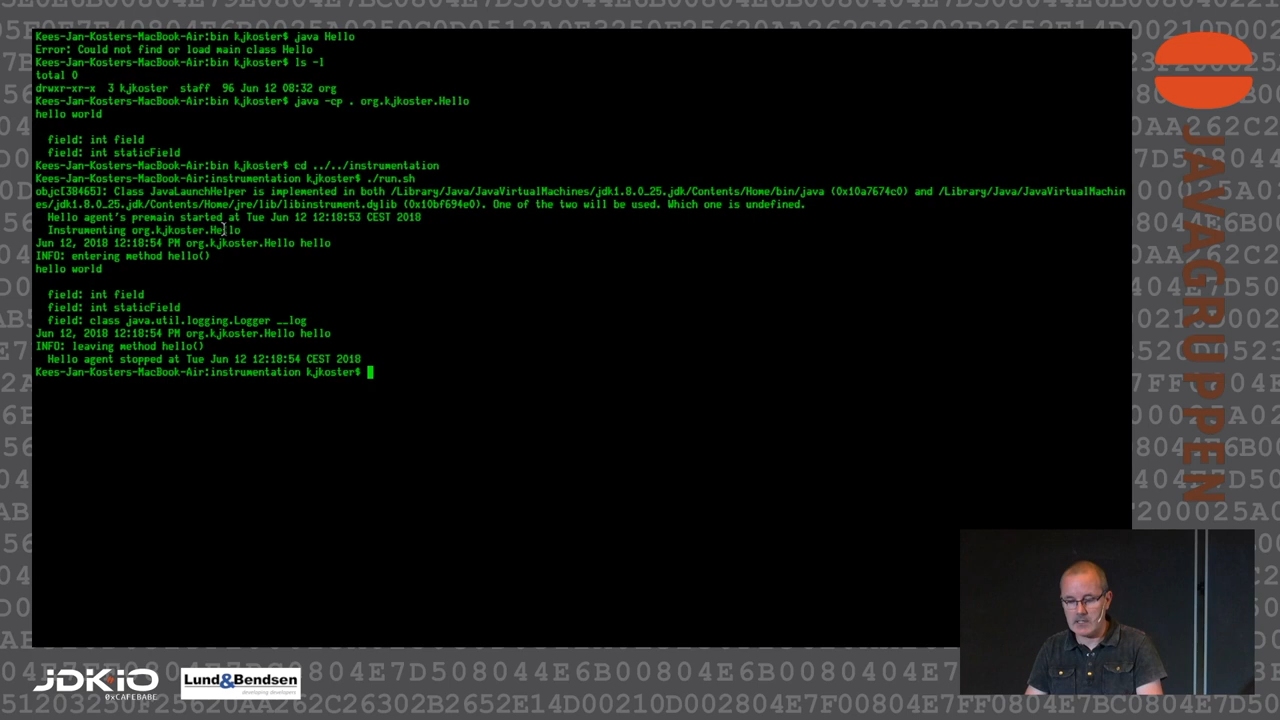 Kees-Jan-Kosters-MacBook-Air:bin kjkoster$ java Hello
Error: Could not find or load main class Hello
Kees-Jan-Kosters-MacBook-Air:bin kjkoster$ ls -l
total 0
drwxr-xr-x 3 kjkoster staff 96 Jun 12 08:32 org
Kees-Jan-Kosters-MacBook-Air:bin kjkoster$ java -cp . org.kjkoster.Hello
hello world
field: int field
field: int staticField
Kees-Jan-Kosters-MacBook-Air:bin kjkoster$ cd ../../instrumentation
Kees-Jan-Kosters-MacBook-Air:instrumentation kjkoster$ ./run.sh
objc[38465]: Class JavaLaunchHelper is implemented in both /Library/Java/JavaVirtualMachines/jdk1.8.0_25.jdk/Contents/Home/bin/java (0x10a7674c0) and /Library/Java/JavaVirtualMachin
es/jdk1.8.0_25.jdk/Contents/Home/jre/lib/libinstrument.dylib (0x10bf694e0). One of the two will be used. Which one is undefined.
Hello agent's premain started at Tue Jun 12 12:18:53 CEST 2018
Instrumenting org.kjkoster.Hello
Jun 12, 2018 12:18:54 PM org.kjkoster.Hello hello
INFO: entering method hello()
hello world
field: int field
field: int staticField
field: class java.util.logging.Logger __log
Jun 12, 2018 12:18:54 PM org.kjkoster.Hello hello
INFO: leaving method hello()
Hello agent stopped at Tue Jun 12 12:18:54 CEST 2018
Kees-Jan-Kosters-MacBook-Air:instrumentation kjkoster$
JAVAGRUPPEN
JDKIO
0xCAFEBABE
Lund&Bendsen
developing developers